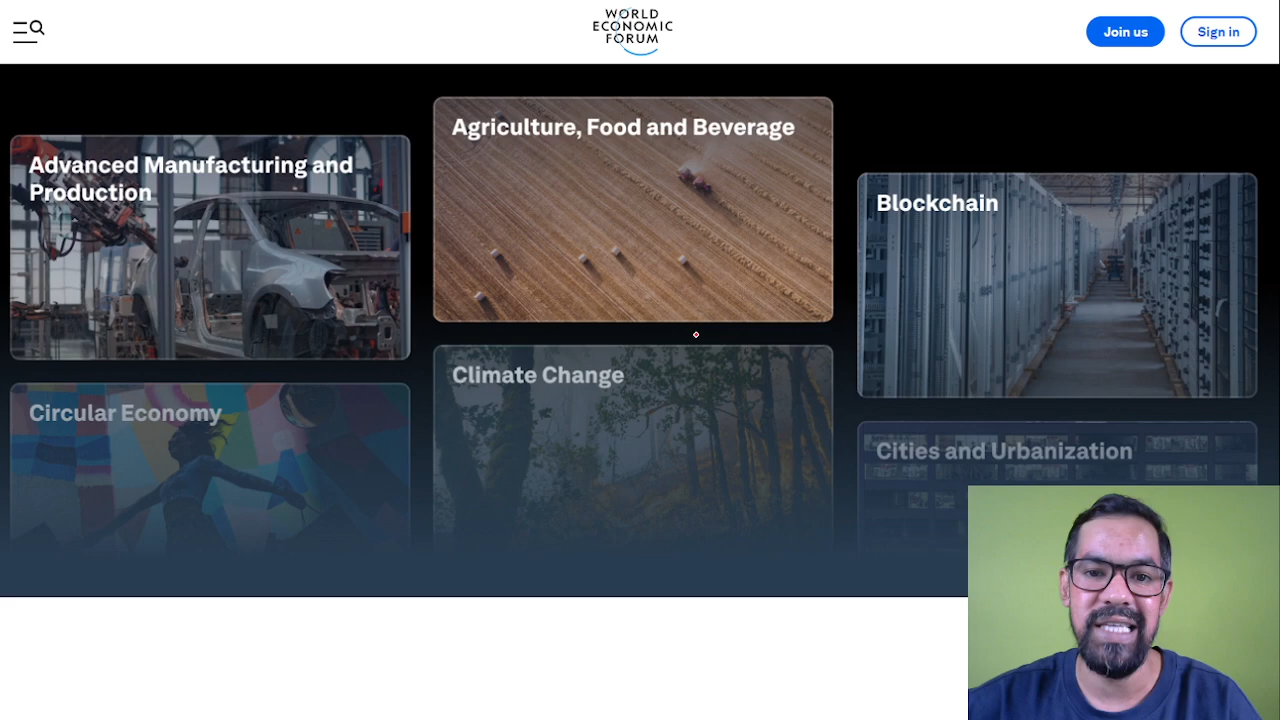 WORLD
ECONOMIC
FORUM
Join us
Sign in
Advanced Manufacturing and
Production
Agriculture, Food and Beverage
Blockchain
Circular Economy
Climate Change
Cities and Urbanization